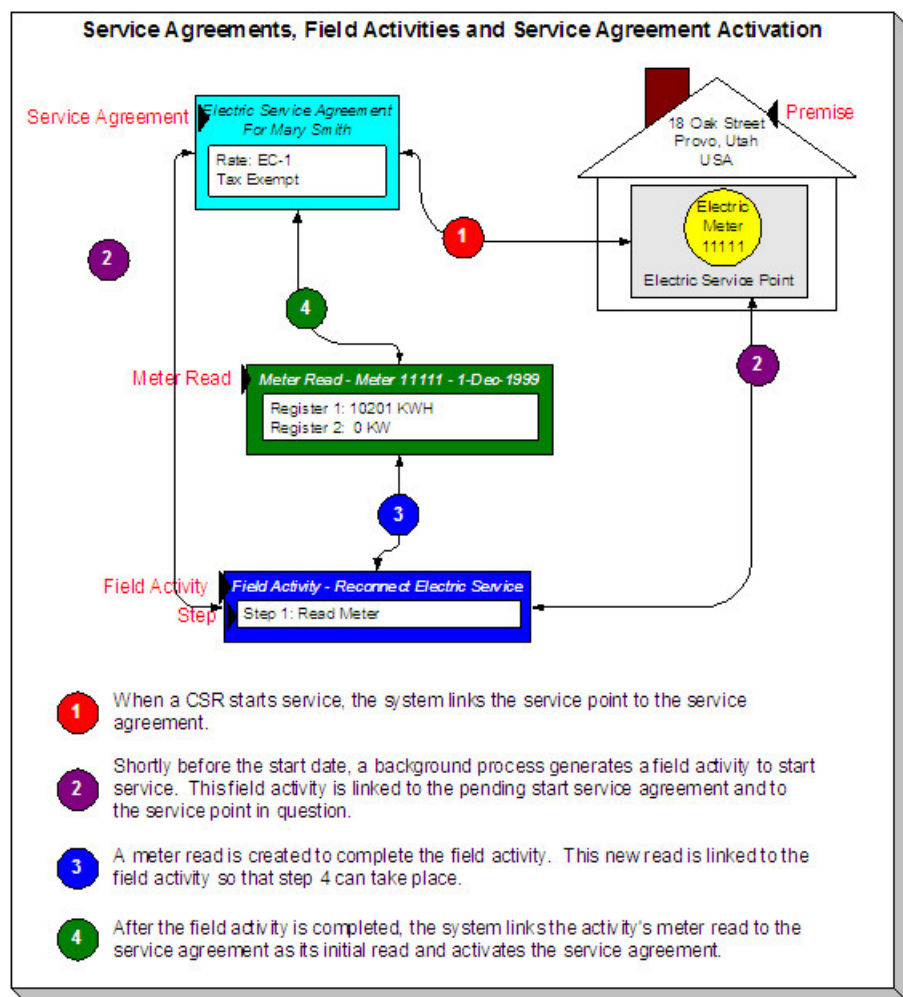 Service Agreements, Field Activities and Service Agreement Activation
Service Agreement
Electric Service Agreement
For Mary Smith
Rate: EC-1
Tax Exempt
Premise
18 Oak Street
Provo, Utah
USA
Electric
Meter
11111
Electric Service Point
1
2
4
2
Meter Read
Meter Read - Meter 11111 - 1-Dec-1999
Register 1: 10201 KWH
Register 2: 0 KW
3
Field Activity
Field Activity - Reconnect Electric Service
Step
Step 1: Read Meter
1
When a CSR starts service, the system links the service point to the service
agreement.
2
Shortly before the start date, a background process generates a field activity to start
service. This field activity is linked to the pending start service agreement and to
the service point in question.
3
A meter read is created to complete the field activity. This new read is linked to the
field activity so that step 4 can take place.
4
After the field activity is completed, the system links the activity's meter read to the
service agreement as its initial read and activates the service agreement.